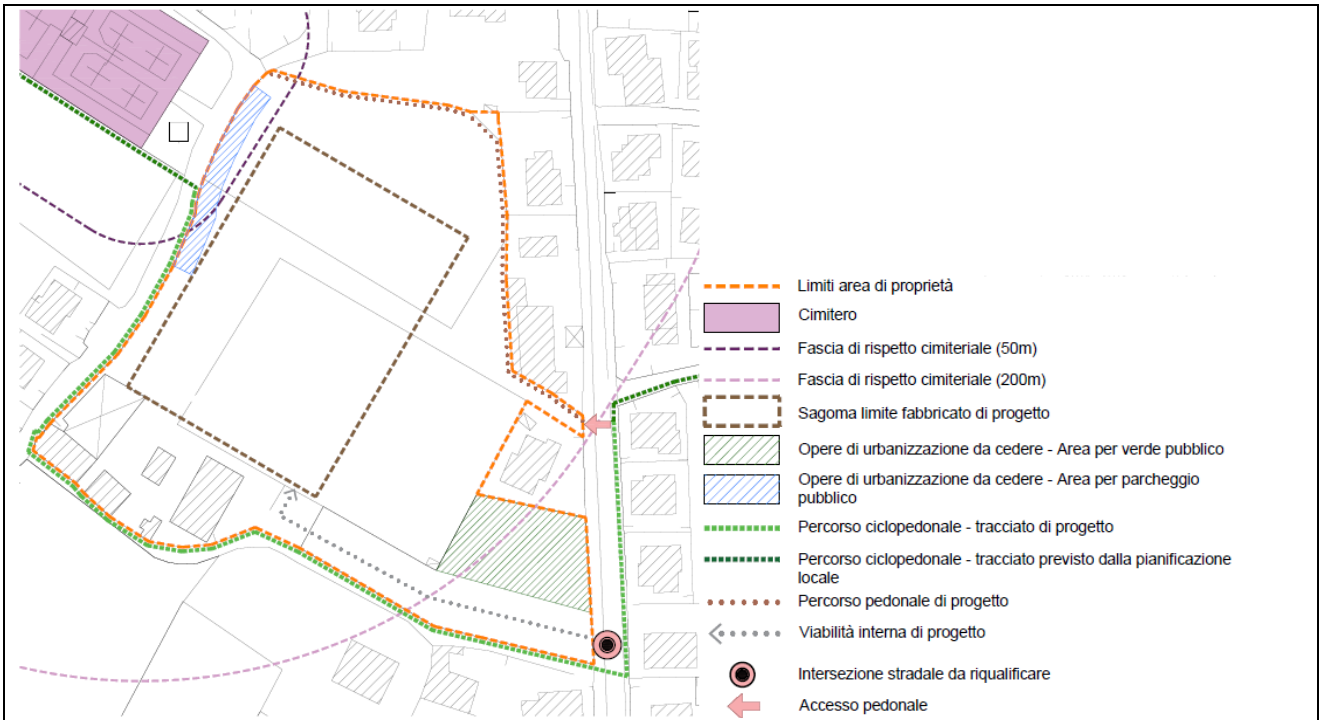 Limiti area di proprietà
Cimitero
Fascia di rispetto cimiteriale (50m)
Fascia di rispetto cimiteriale (200m)
Sagoma limite fabbricato di progetto
Opere di urbanizzazione da cedere - Area per verde pubblico
Opere di urbanizzazione da cedere - Area per parcheggio
pubblico
Percorso ciclopedonale - tracciato di progetto
Percorso ciclopedonale - tracciato previsto dalla pianificazione
locale
Percorso pedonale di progetto
Viabilità interna di progetto
Intersezione stradale da riqualificare
Accesso pedonale